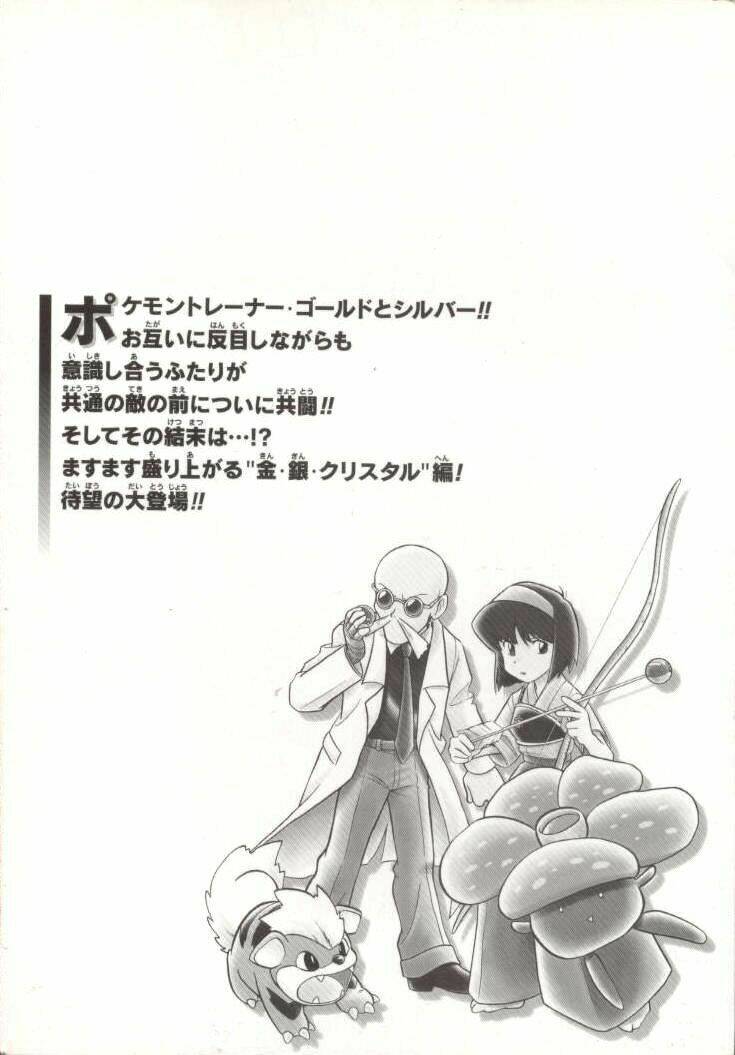 ポケモントレーナー・ゴールドとシルバー!!
お互いに反目しながらも
意識し合うふたりが
共通の敵の前についに共闘!!
そしてその結末は…!?
ますます盛り上がる"金・銀・クリスタル"編!
待望の大登場!!